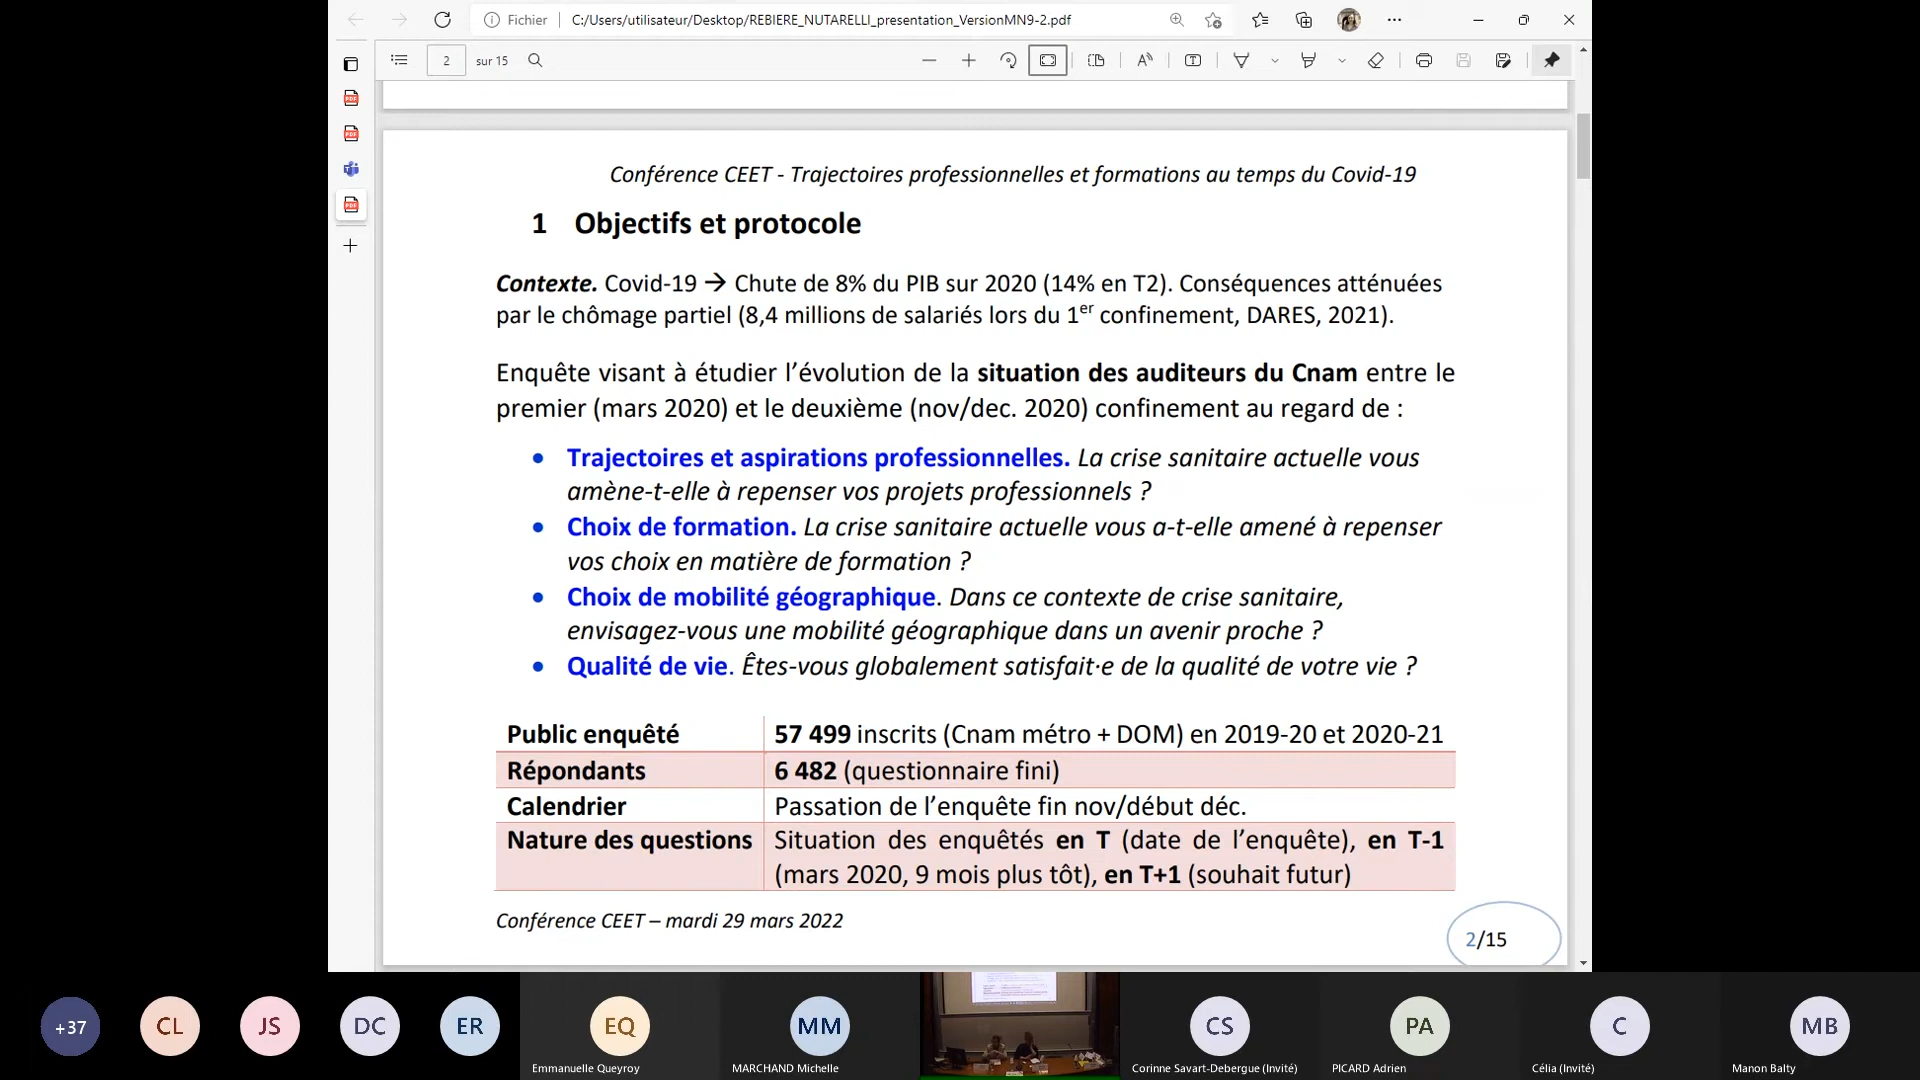 Fichier
C:/Users/utilisateur/Desktop/REBIERE_NUTARELLI_presentation_VersionMN9-2.pdf
2 sur 15
Conférence CEET - Trajectoires professionnelles et formations au temps du Covid-19
1 Objectifs et protocole
Contexte. Covid-19 → Chute de 8% du PIB sur 2020 (14% en T2). Conséquences atténuées
par le chômage partiel (8,4 millions de salariés lors du 1er confinement, DARES, 2021).
Enquête visant à étudier l’évolution de la situation des auditeurs du Cnam entre le
premier (mars 2020) et le deuxième (nov/dec. 2020) confinement au regard de :
• Trajectoires et aspirations professionnelles. La crise sanitaire actuelle vous
amène-t-elle à repenser vos projets professionnels ?
• Choix de formation. La crise sanitaire actuelle vous a-t-elle amené à repenser
vos choix en matière de formation ?
• Choix de mobilité géographique. Dans ce contexte de crise sanitaire,
envisagez-vous une mobilité géographique dans un avenir proche ?
• Qualité de vie. Êtes-vous globalement satisfait·e de la qualité de votre vie ?
Public enquêté 57 499 inscrits (Cnam métro + DOM) en 2019-20 et 2020-21
Répondants 6 482 (questionnaire fini)
Calendrier Passation de l’enquête fin nov/début déc.
Nature des questions Situation des enquêtés en T (date de l’enquête), en T-1
(mars 2020, 9 mois plus tôt), en T+1 (souhait futur)
Conférence CEET – mardi 29 mars 2022
2/15
+37 CL JS DC ER EQ MM CS PA C MB
Emmanuelle Queyroy
MARCHAND Michelle
Corinne Savart-Debergue (Invité)
PICARD Adrien
Célia (Invité)
Manon Balty